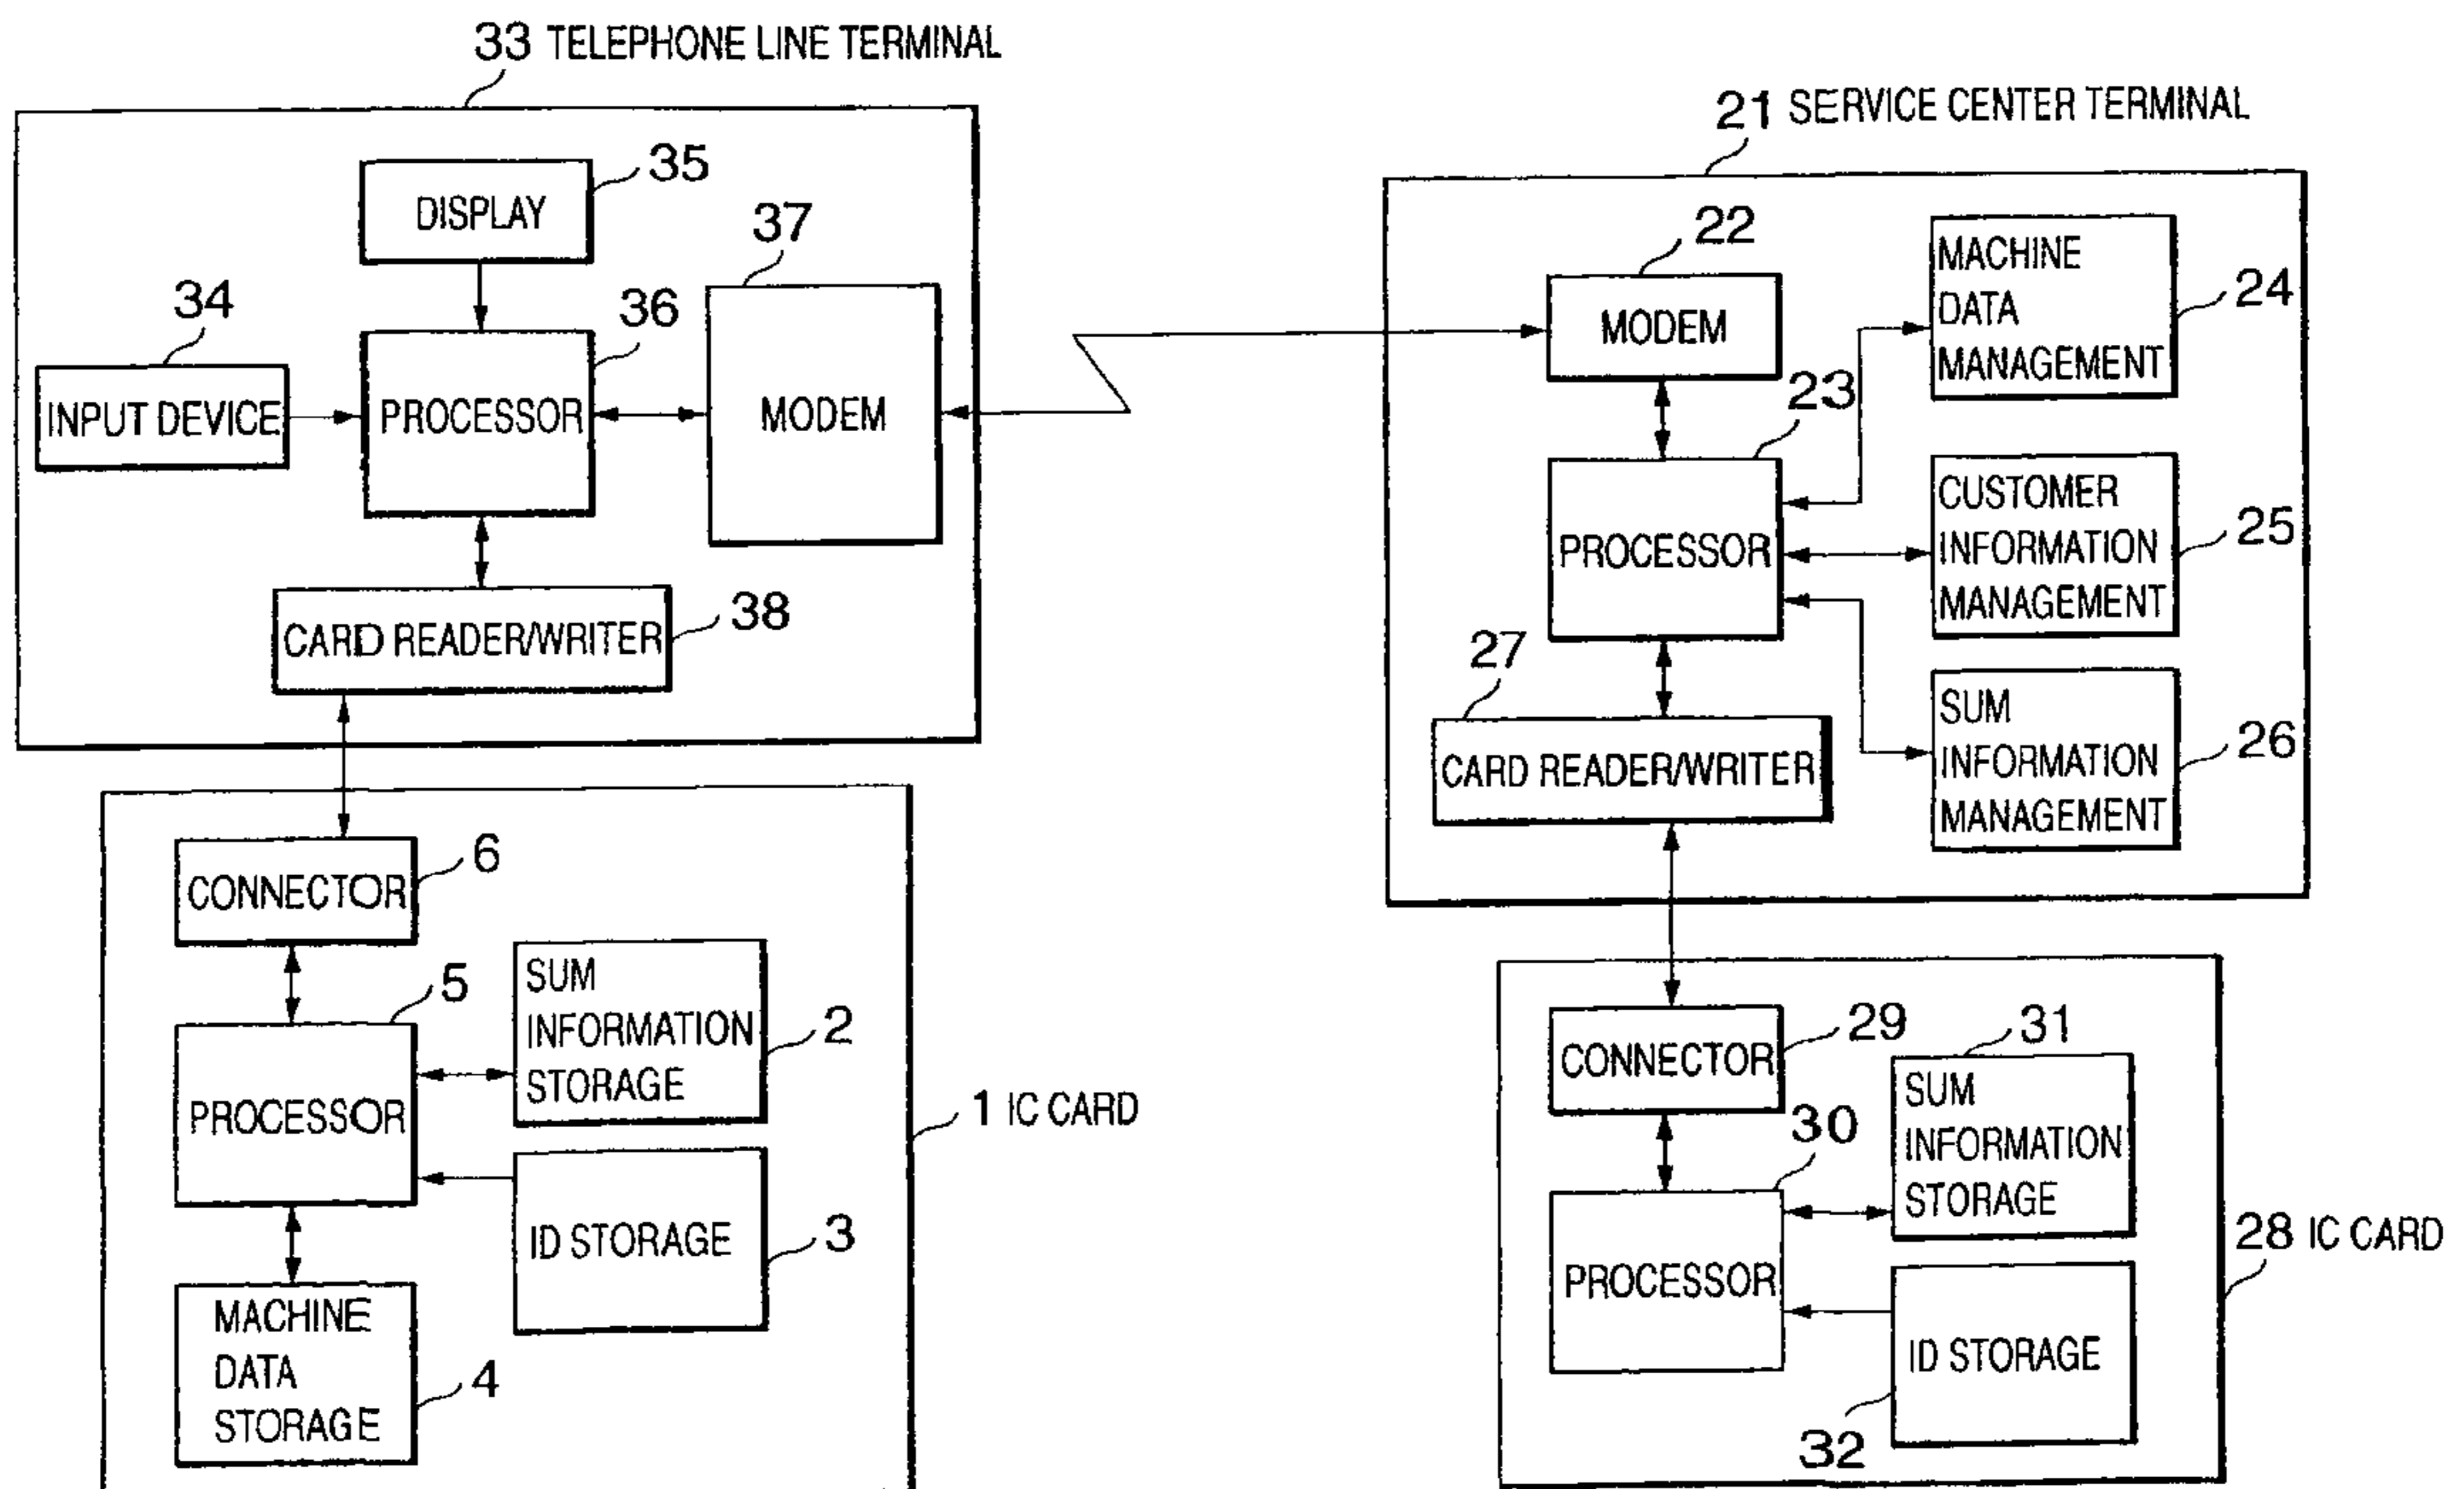 33 TELEPHONE LINE TERMINAL
35
DISPLAY
37
34
36
INPUT DEVICE
PROCESSOR
MODEM
38
CARD READER/WRITER
6
CONNECTOR
5
SUM
INFORMATION
STORAGE
2
PROCESSOR
1 IC CARD
ID STORAGE
3
MACHINE
DATA
STORAGE
4
21 SERVICE CENTER TERMINAL
22
MODEM
MACHINE
DATA
MANAGEMENT
24
23
PROCESSOR
CUSTOMER
INFORMATION
MANAGEMENT
25
27
CARD READER/WRITER
SUM
INFORMATION
MANAGEMENT
26
CONNECTOR
29
31
SUM
INFORMATION
STORAGE
30
PROCESSOR
28 IC CARD
ID STORAGE
32